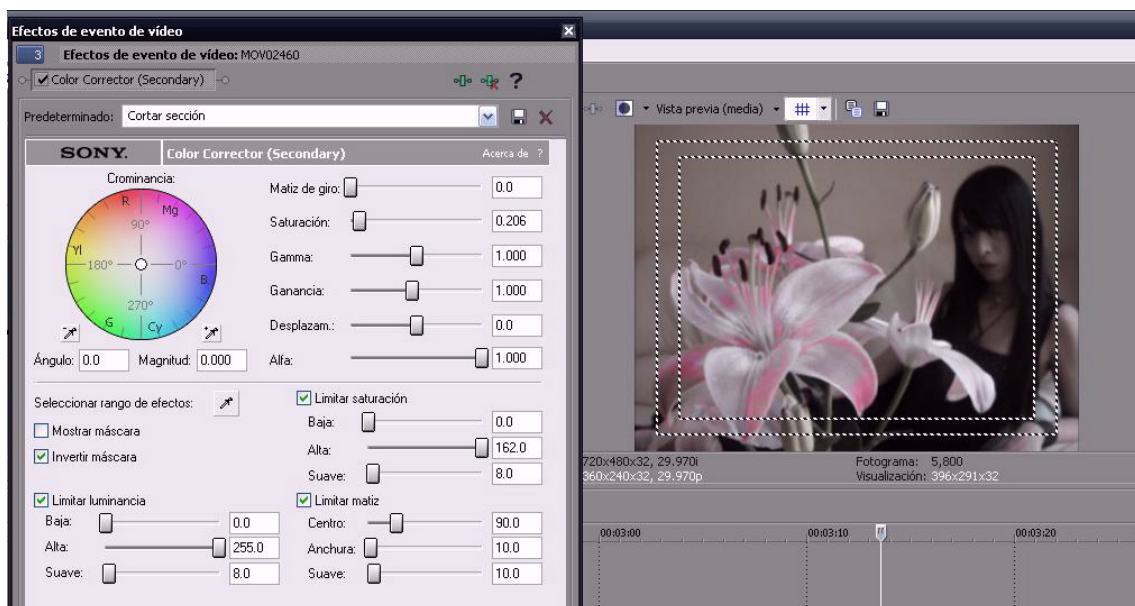 Efectos de evento de vídeo
3 Efectos de evento de vídeo: MOV02460
Color Corrector (Secondary)
Predeterminado: Cortar sección
SONY. Color Corrector (Secondary) Acerca de ?
Crominancia:
R Mg B Cy G Yl
90° 0° 270° 180°
Ángulo: 0.0 Magnitud: 0.000
Matiz de giro: 0.0
Saturación: 0.206
Gamma: 1.000
Ganancia: 1.000
Desplazam.: 0.0
Alfa: 1.000
Seleccionar rango de efectos:
Mostrar máscara
Invertir máscara
Limitar saturación
Baja: 0.0
Alta: 162.0
Suave: 8.0
Limitar luminancia
Baja: 0.0
Alta: 255.0
Suave: 8.0
Limitar matiz
Centro: 90.0
Anchura: 10.0
Suave: 10.0
Vista previa (media)
720x480x32, 29.970i
360x240x32, 29.970p
Fotograma: 5,800
Visualización: 396x291x32
00:03:00 00:03:10 00:03:20